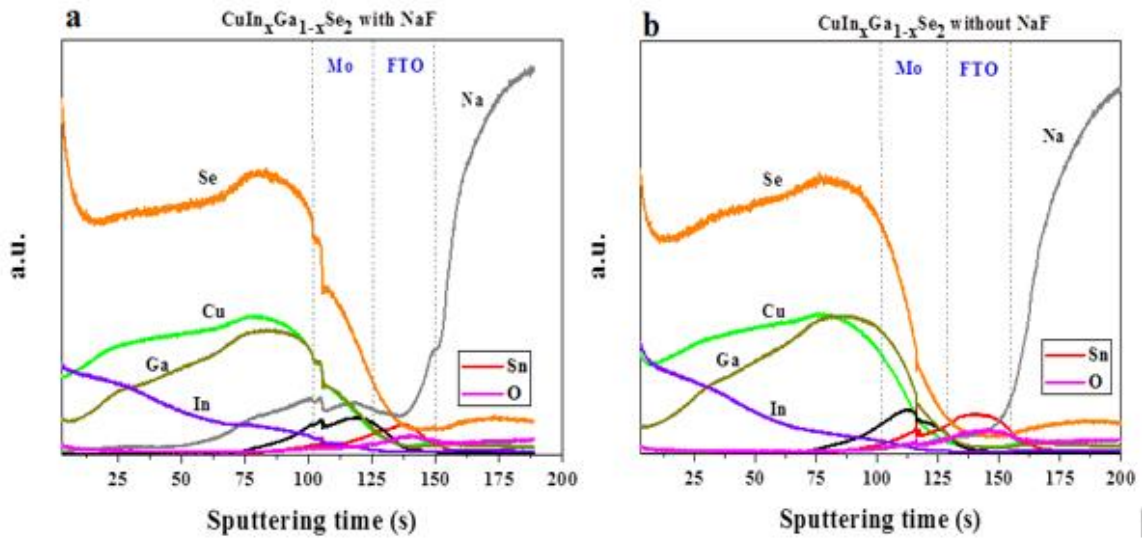 a
CuInxGa1-xSe2 with NaF
Mo
FTO
Na
Se
Cu
Ga
In
Sn
O
a.u.
25 50 75 100 125 150 175 200
Sputtering time (s)
b
CuInxGa1-xSe2 without NaF
Mo
FTO
Na
Se
Cu
Ga
In
Sn
O
a.u.
25 50 75 100 125 150 175 200
Sputtering time (s)